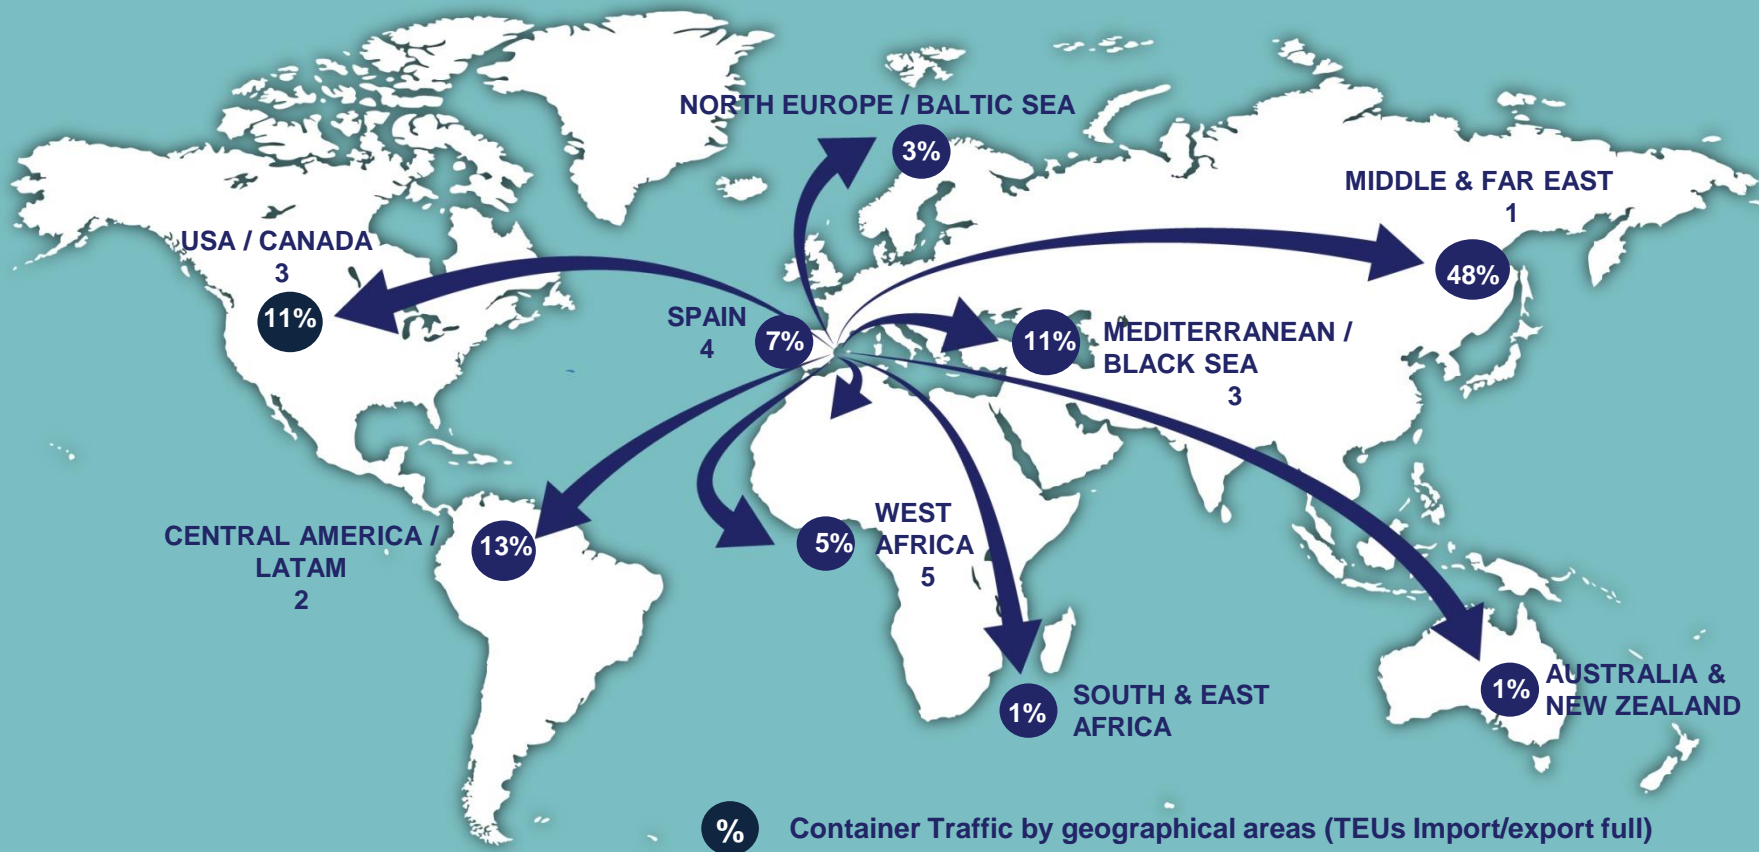 NORTH EUROPE / BALTIC SEA
3%
MIDDLE & FAR EAST
1
48%
USA / CANADA
3
11%
SPAIN
4
7%
11%
MEDITERRANEAN /
BLACK SEA
3
CENTRAL AMERICA /
LATAM
2
13%
5%
WEST
AFRICA
5
1%
SOUTH & EAST
AFRICA
1%
AUSTRALIA &
NEW ZEALAND
% Container Traffic by geographical areas (TEUs Import/export full)